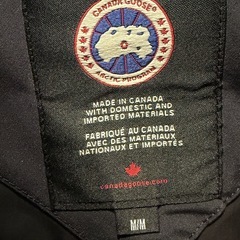 CANADA GOOSE®
ARCTIC PROGRAM
MADE IN CANADA
WITH DOMESTIC AND
IMPORTED MATERIALS
FABRIQUÉ AU CANADA
AVEC DES MATERIAUX
NATIONAUX ET IMPORTÉS
canadagoose.com
M/M